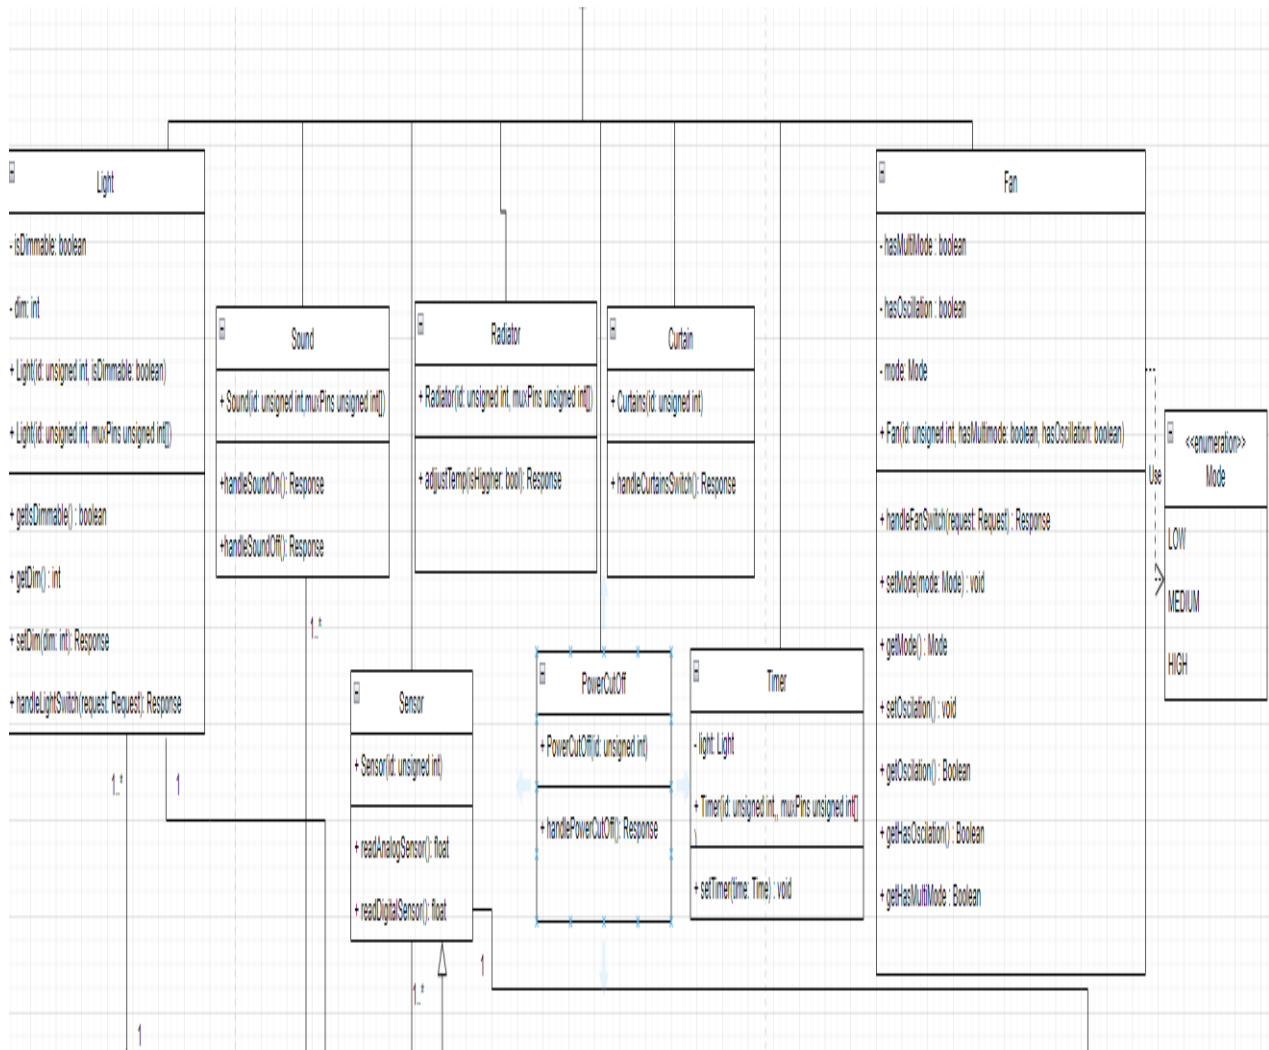 Light
- isDimmable: boolean
- dim: int
+ Light(id: unsigned int, isDimmable: boolean)
+ Light(id: unsigned int, muxPins unsigned int[])
+ getIsDimmable() : boolean
+ getDim() : int
+ setDim(dim: int): Response
+ handleLightSwitch(request: Request): Response
1..*
1
1
Sound
+ Sound(id: unsigned int,muxPins unsigned int[])
+handleSoundOn(): Response
+handleSoundOff(): Response
1..*
Radiator
+ Radiator(id: unsigned int, muxPins unsigned int[])
+ adjjustTemp(isHiggher: bool): Response
Curtain
+ Curtains(id: unsigned int)
+ handleCurtainsSwitch(): Response
Sensor
+ Sensor(id: unsigned int)
+ readAnalogSensor(): float
+ readDigitalSensor(): float
1..*
1
PowerCutOff
+ PowerCutOff(id: unsigned int)
+ handlePowerCutOff(): Response
Timer
- light: Light
+ Timer(id: unsigned int,, muxPins unsigned int[]
)
+ setTimer(time: Time) : void
Fan
- hasMultiMode : boolean
- hasOscillation : boolean
- mode: Mode
+ Fan(id: unsigned int, hasMultimode: boolean, hasOscillation: boolean)
+ handleFanSwitch(request: Request) : Response
+ setMode(mode: Mode) : void
+ getMode() : Mode
+ setOscilation() : void
+ getOscilation() : Boolean
+ getHasOscilation() : Boolean
+ getHasMultiMode : Boolean
Use
<<enumeration>>
Mode
LOW
MEDIUM
HIGH